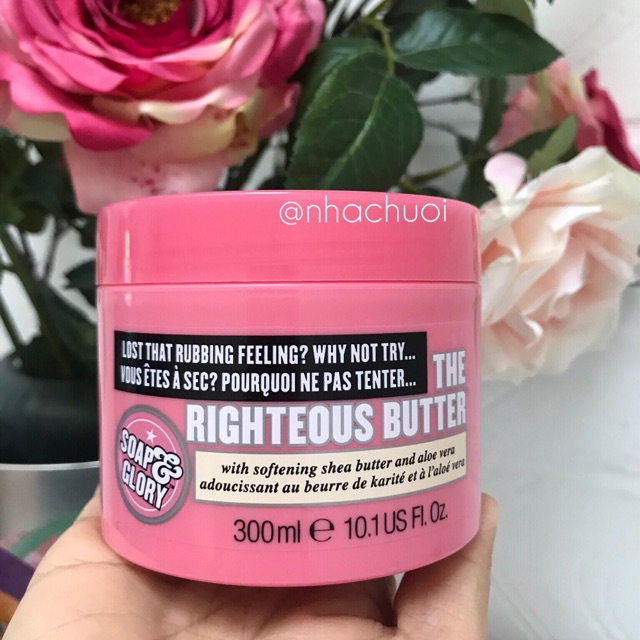 @nhachuoi
LOST THAT RUBBING FEELING? WHY NOT TRY...
VOUS ÊTES À SEC? POURQUOI NE PAS TENTER...
THE
RIGHTEOUS BUTTER
SOAP &
GLORY
with softening shea butter and aloe vera
adoucissant au beurre de karité et à l'aloé vera
300ml e 10.1 US Fl. Oz.